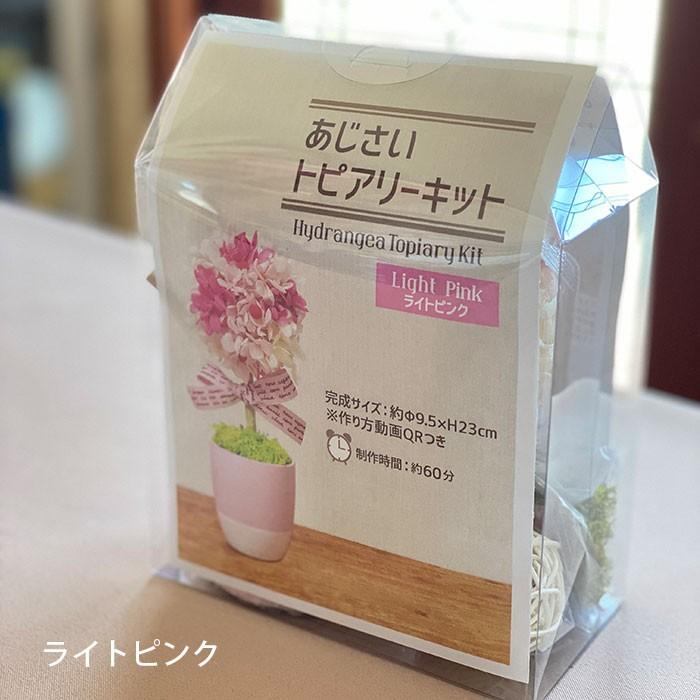 あじさい
トピアリーキット
Hydrangea Topiary Kit
Light Pink
ライトピンク
完成サイズ：約Φ9.5×H23cm
※作り方動画QRつき
制作時間：約60分
ライトピンク